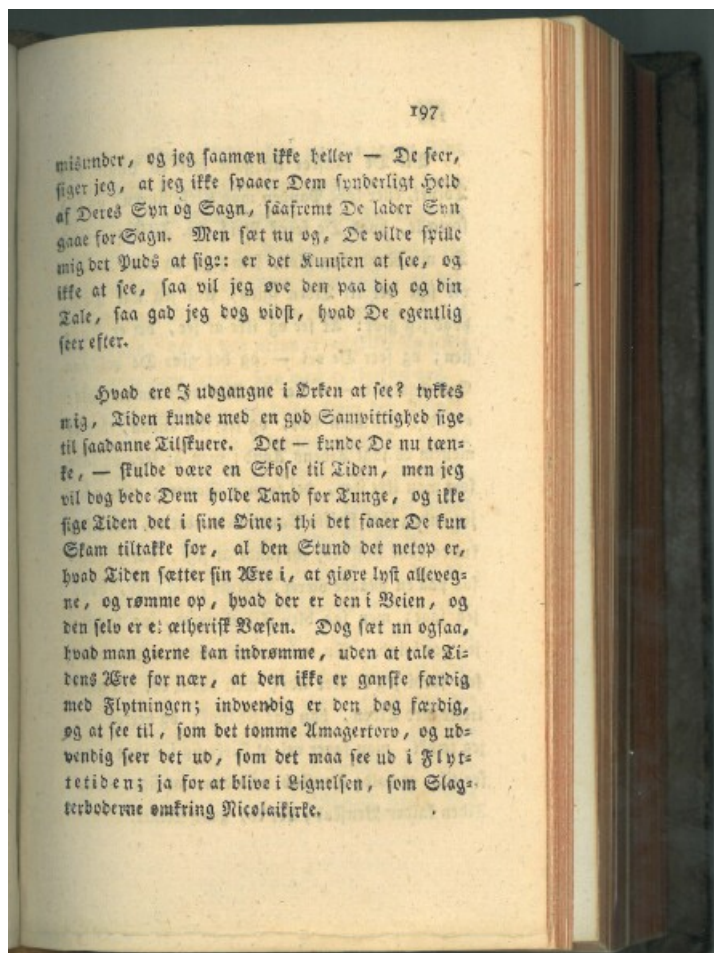 197
misunder, og jeg saamæn ikke heller — De seer,
siger jeg, at jeg ikke spaaer Dem synderligt Held
af Deres Syn og Sagn, saafremt De lader Syn
gaae for Sagn. Men sæt nu og, De vilde spille
mig det Puds at sige: er det Kunsten at see, og
ikke at see, saa vil jeg øve den paa dig og din
Tale, saa gad jeg dog vidst, hvad De egentlig
seer efter.
Hvad ere I udgangne i Ørken at see? tykkes
mig, Tiden kunde med en god Samvittighed sige
til saadanne Tilskuere. Det — kunde De nu tæn⸗
ke, — skulde være en Skose til Tiden, men jeg
vil dog bede Dem holde Tand for Tunge, og ikke
sige Tiden det i sine Øine; thi det faaer De kun
Skam tiltakke for, al den Stund det netop er,
hvad Tiden sætter sin Ære i, at giøre lyst alleveg⸗
ne, og rømme op, hvad der er den i Veien, og
den selv er et ætherisk Væsen. Dog sæt nn ogsaa,
hvad man gierne kan indrømme, uden at tale Ti⸗
dens Ære for nær, at den ikke er ganske færdig
med Flytningen; indvendig er den dog færdig,
og at see til, som det tomme Amagertorv, og ud⸗
vendig seer det ud, som det maa see ud i Flyt⸗
tetiden; ja for at blive i Lignelsen, som Slag⸗
terboderne omkring Nicolaikirke.